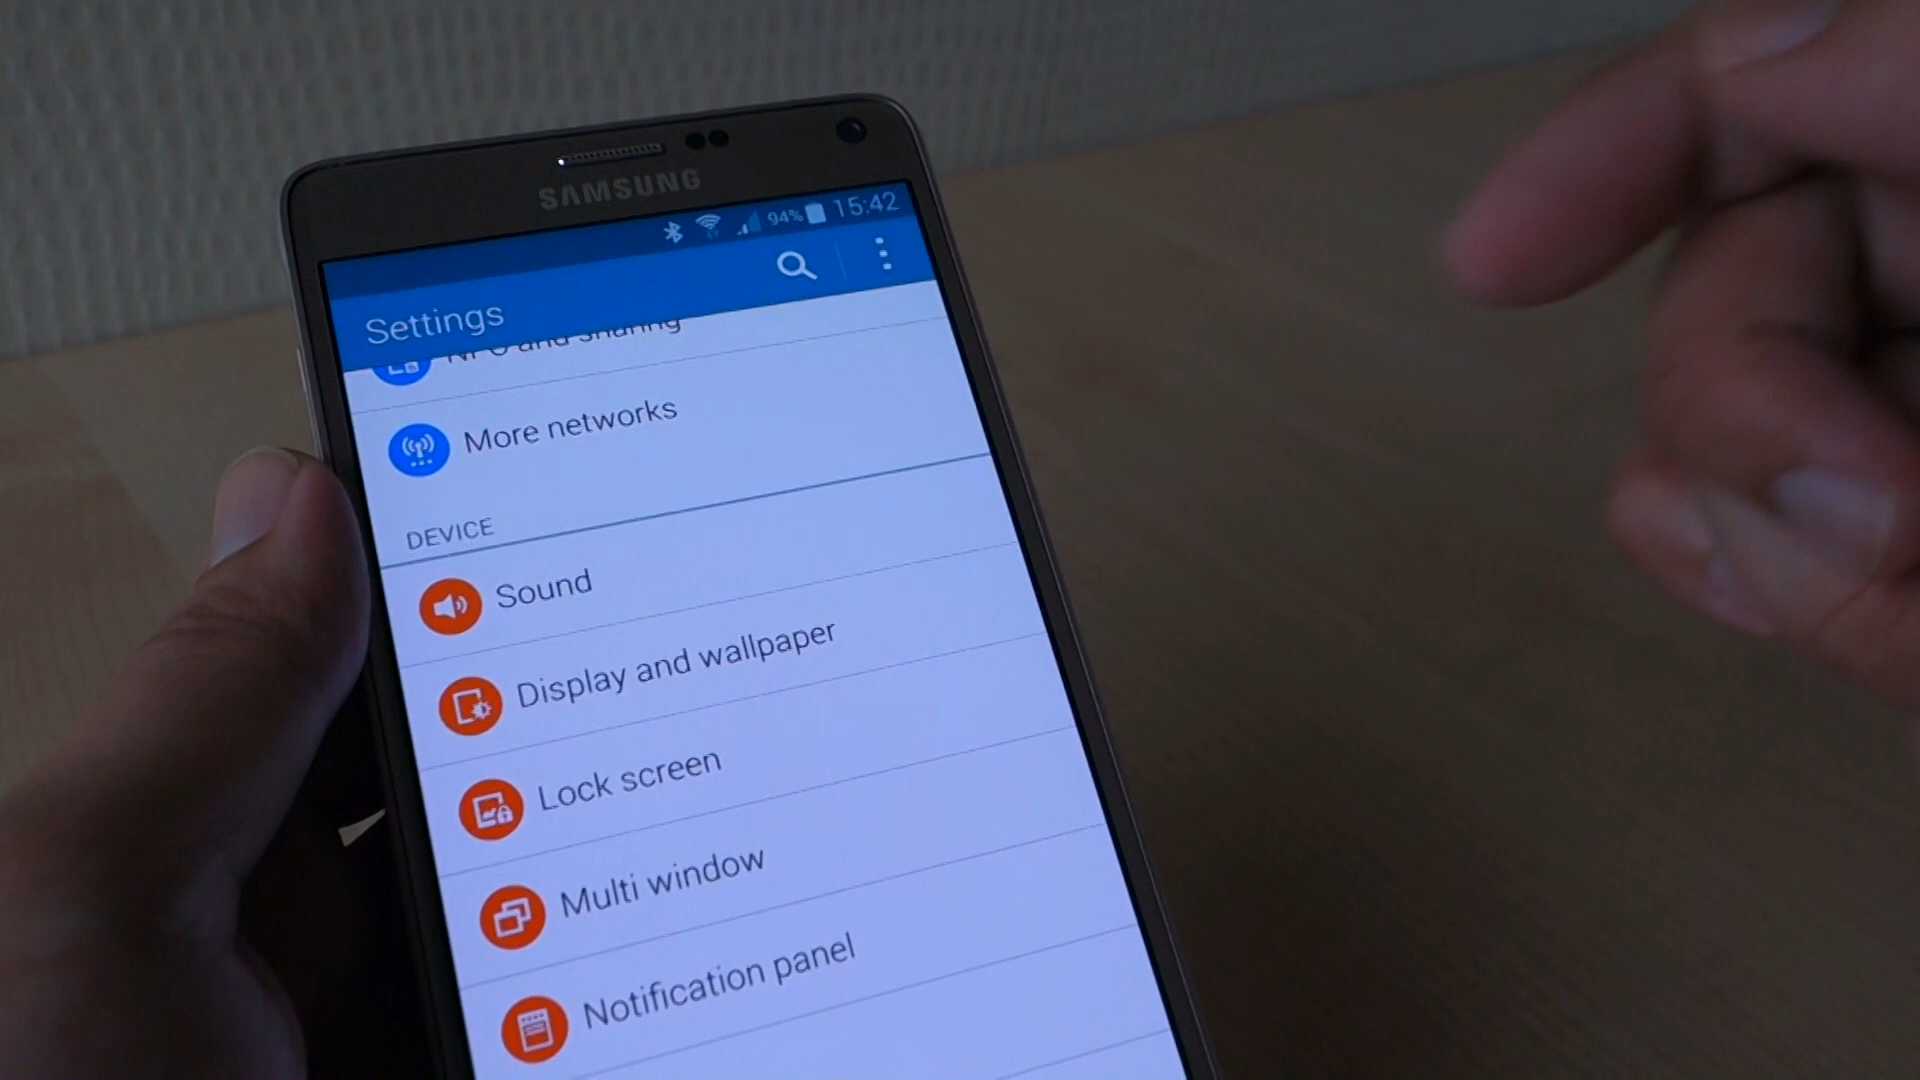 SAMSUNG
94% 15:42
Settings
NFC and sharing
More networks
DEVICE
Sound
Display and wallpaper
Lock screen
Multi window
Notification panel